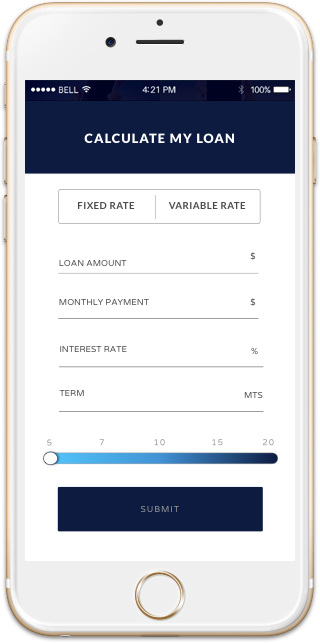 BELL 4:21 PM 100%
CALCULATE MY LOAN
FIXED RATE VARIABLE RATE
LOAN AMOUNT $
MONTHLY PAYMENT $
INTEREST RATE %
TERM MTS
5 7 10 15 20
SUBMIT